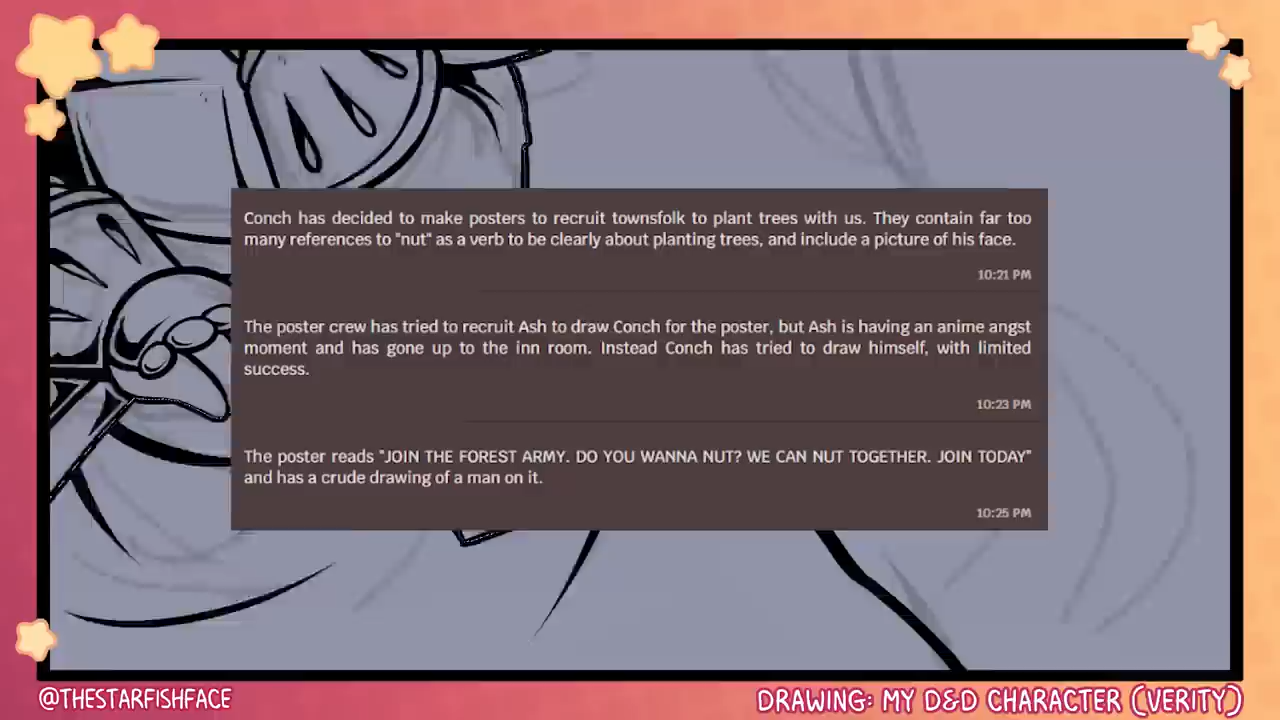 Conch has decided to make posters to recruit townsfolk to plant trees with us. They contain far too
many references to "nut" as a verb to be clearly about planting trees, and include a picture of his face.
10:21 PM
The poster crew has tried to recruit Ash to draw Conch for the poster, but Ash is having an anime angst
moment and has gone up to the inn room. Instead Conch has tried to draw himself, with limited
success.
10:23 PM
The poster reads "JOIN THE FOREST ARMY. DO YOU WANNA NUT? WE CAN NUT TOGETHER. JOIN TODAY"
and has a crude drawing of a man on it.
10:25 PM
@THESTARFISHFACE
DRAWING: MY D&D CHARACTER (VERITY)